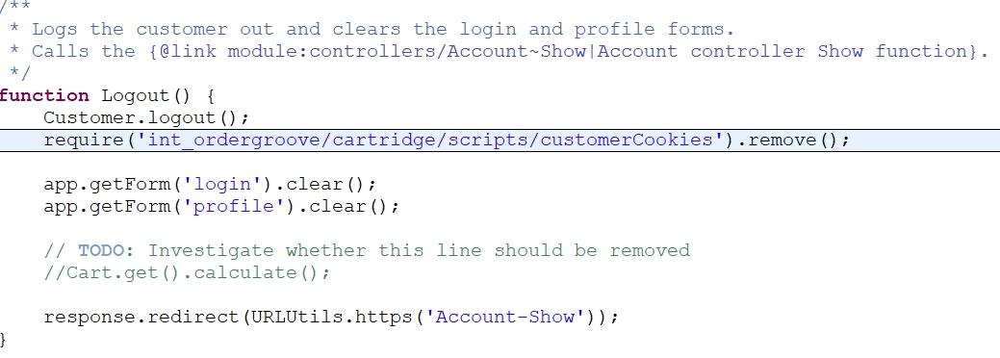 /**
 * Logs the customer out and clears the login and profile forms.
 * Calls the {@link module:controllers/Account~Show|Account controller Show function}.
 */
function Logout() {
    Customer.logout();
    require('int_ordergroove/cartridge/scripts/customerCookies').remove();

    app.getForm('login').clear();
    app.getForm('profile').clear();

    // TODO: Investigate whether this line should be removed
    //Cart.get().calculate();

    response.redirect(URLUtils.https('Account-Show'));
}